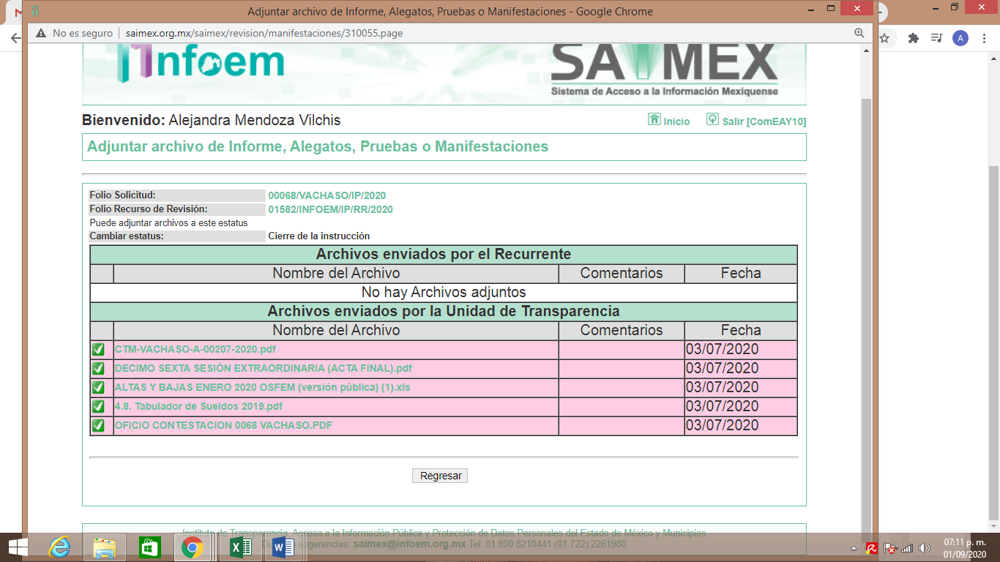 Adjuntar archivo de Informe, Alegatos, Pruebas o Manifestaciones - Google Chrome
No es seguro | saimex.org.mx/saimex/revision/manifestaciones/310055.page
A
infoem
SAIMEX
Sistema de Acceso a la Información Mexiquense
Bienvenido: Alejandra Mendoza Vilchis
Inicio Salir [ComEAY10]
Adjuntar archivo de Informe, Alegatos, Pruebas o Manifestaciones
Folio Solicitud: 00068/VACHASO/IP/2020
Folio Recurso de Revisión: 01582/INFOEM/IP/RR/2020
Puede adjuntar archivos a este estatus
Cambiar estatus: Cierre de la instrucción
Archivos enviados por el Recurrente
Nombre del Archivo Comentarios Fecha
No hay Archivos adjuntos
Archivos enviados por la Unidad de Transparencia
Nombre del Archivo Comentarios Fecha
CTM-VACHASO-A-00207-2020.pdf 03/07/2020
DECIMO SEXTA SESIÓN EXTRAORDINARIA (ACTA FINAL).pdf 03/07/2020
ALTAS Y BAJAS ENERO 2020 OSFEM (versión pública) (1).xls 03/07/2020
4.8. Tabulador de Sueldos 2019.pdf 03/07/2020
OFICIO CONTESTACION 0068 VACHASO.PDF 03/07/2020
Regresar
Instituto de Transparencia, Acceso a la Información Pública y Protección de Datos Personales del Estado de México y Municipios
sugerencias: saimex@infoem.org.mx Tel. 01 800 8210441 (01 722) 2261980
07:11 p. m.
01/09/2020